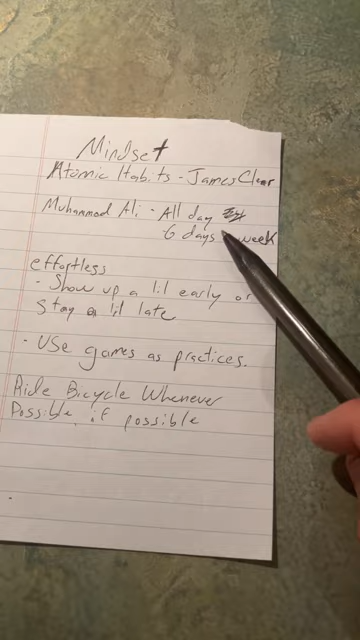 Mindset
Atomic Habits - James Clear
Muhammad Ali - All day
- 6 days week
effortless
- Show up a lil early or
stay a lil late
- Use games as practices.
Ride Bicycle Whenever
Possible if possible